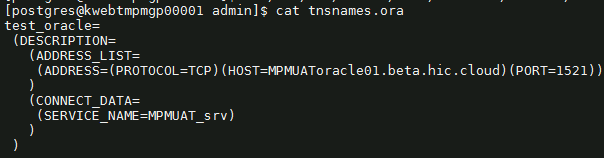 [postgres@kwebtmpmgp00001 admin]$ cat tnsnames.ora
test_oracle=
 (DESCRIPTION=
   (ADDRESS_LIST=
    (ADDRESS=(PROTOCOL=TCP)(HOST=MPMUAToracle01.beta.hic.cloud)(PORT=1521))
   )
   (CONNECT_DATA=
    (SERVICE_NAME=MPMUAT_srv)
   )
 )